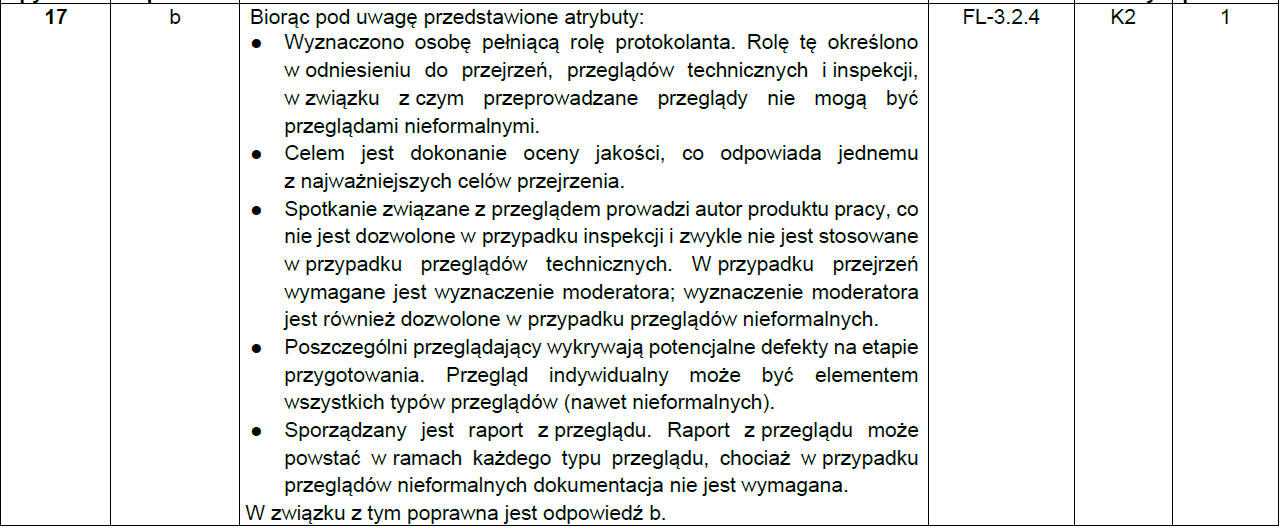 17 b Biorąc pod uwagę przedstawione atrybuty: FL-3.2.4 K2 1
● Wyznaczono osobę pełniącą rolę protokolanta. Rolę tę określono
w odniesieniu do przejrzeń, przeglądów technicznych i inspekcji,
w związku z czym przeprowadzane przeglądy nie mogą być
przeglądami nieformalnymi.
● Celem jest dokonanie oceny jakości, co odpowiada jednemu
z najważniejszych celów przejrzenia.
● Spotkanie związane z przeglądem prowadzi autor produktu pracy, co
nie jest dozwolone w przypadku inspekcji i zwykle nie jest stosowane
w przypadku przeglądów technicznych. W przypadku przejrzeń
wymagane jest wyznaczenie moderatora; wyznaczenie moderatora
jest również dozwolone w przypadku przeglądów nieformalnych.
● Poszczególni przeglądający wykrywają potencjalne defekty na etapie
przygotowania. Przegląd indywidualny może być elementem
wszystkich typów przeglądów (nawet nieformalnych).
● Sporządzany jest raport z przeglądu. Raport z przeglądu może
powstać w ramach każdego typu przeglądu, chociaż w przypadku
przeglądów nieformalnych dokumentacja nie jest wymagana.
W związku z tym poprawna jest odpowiedź b.